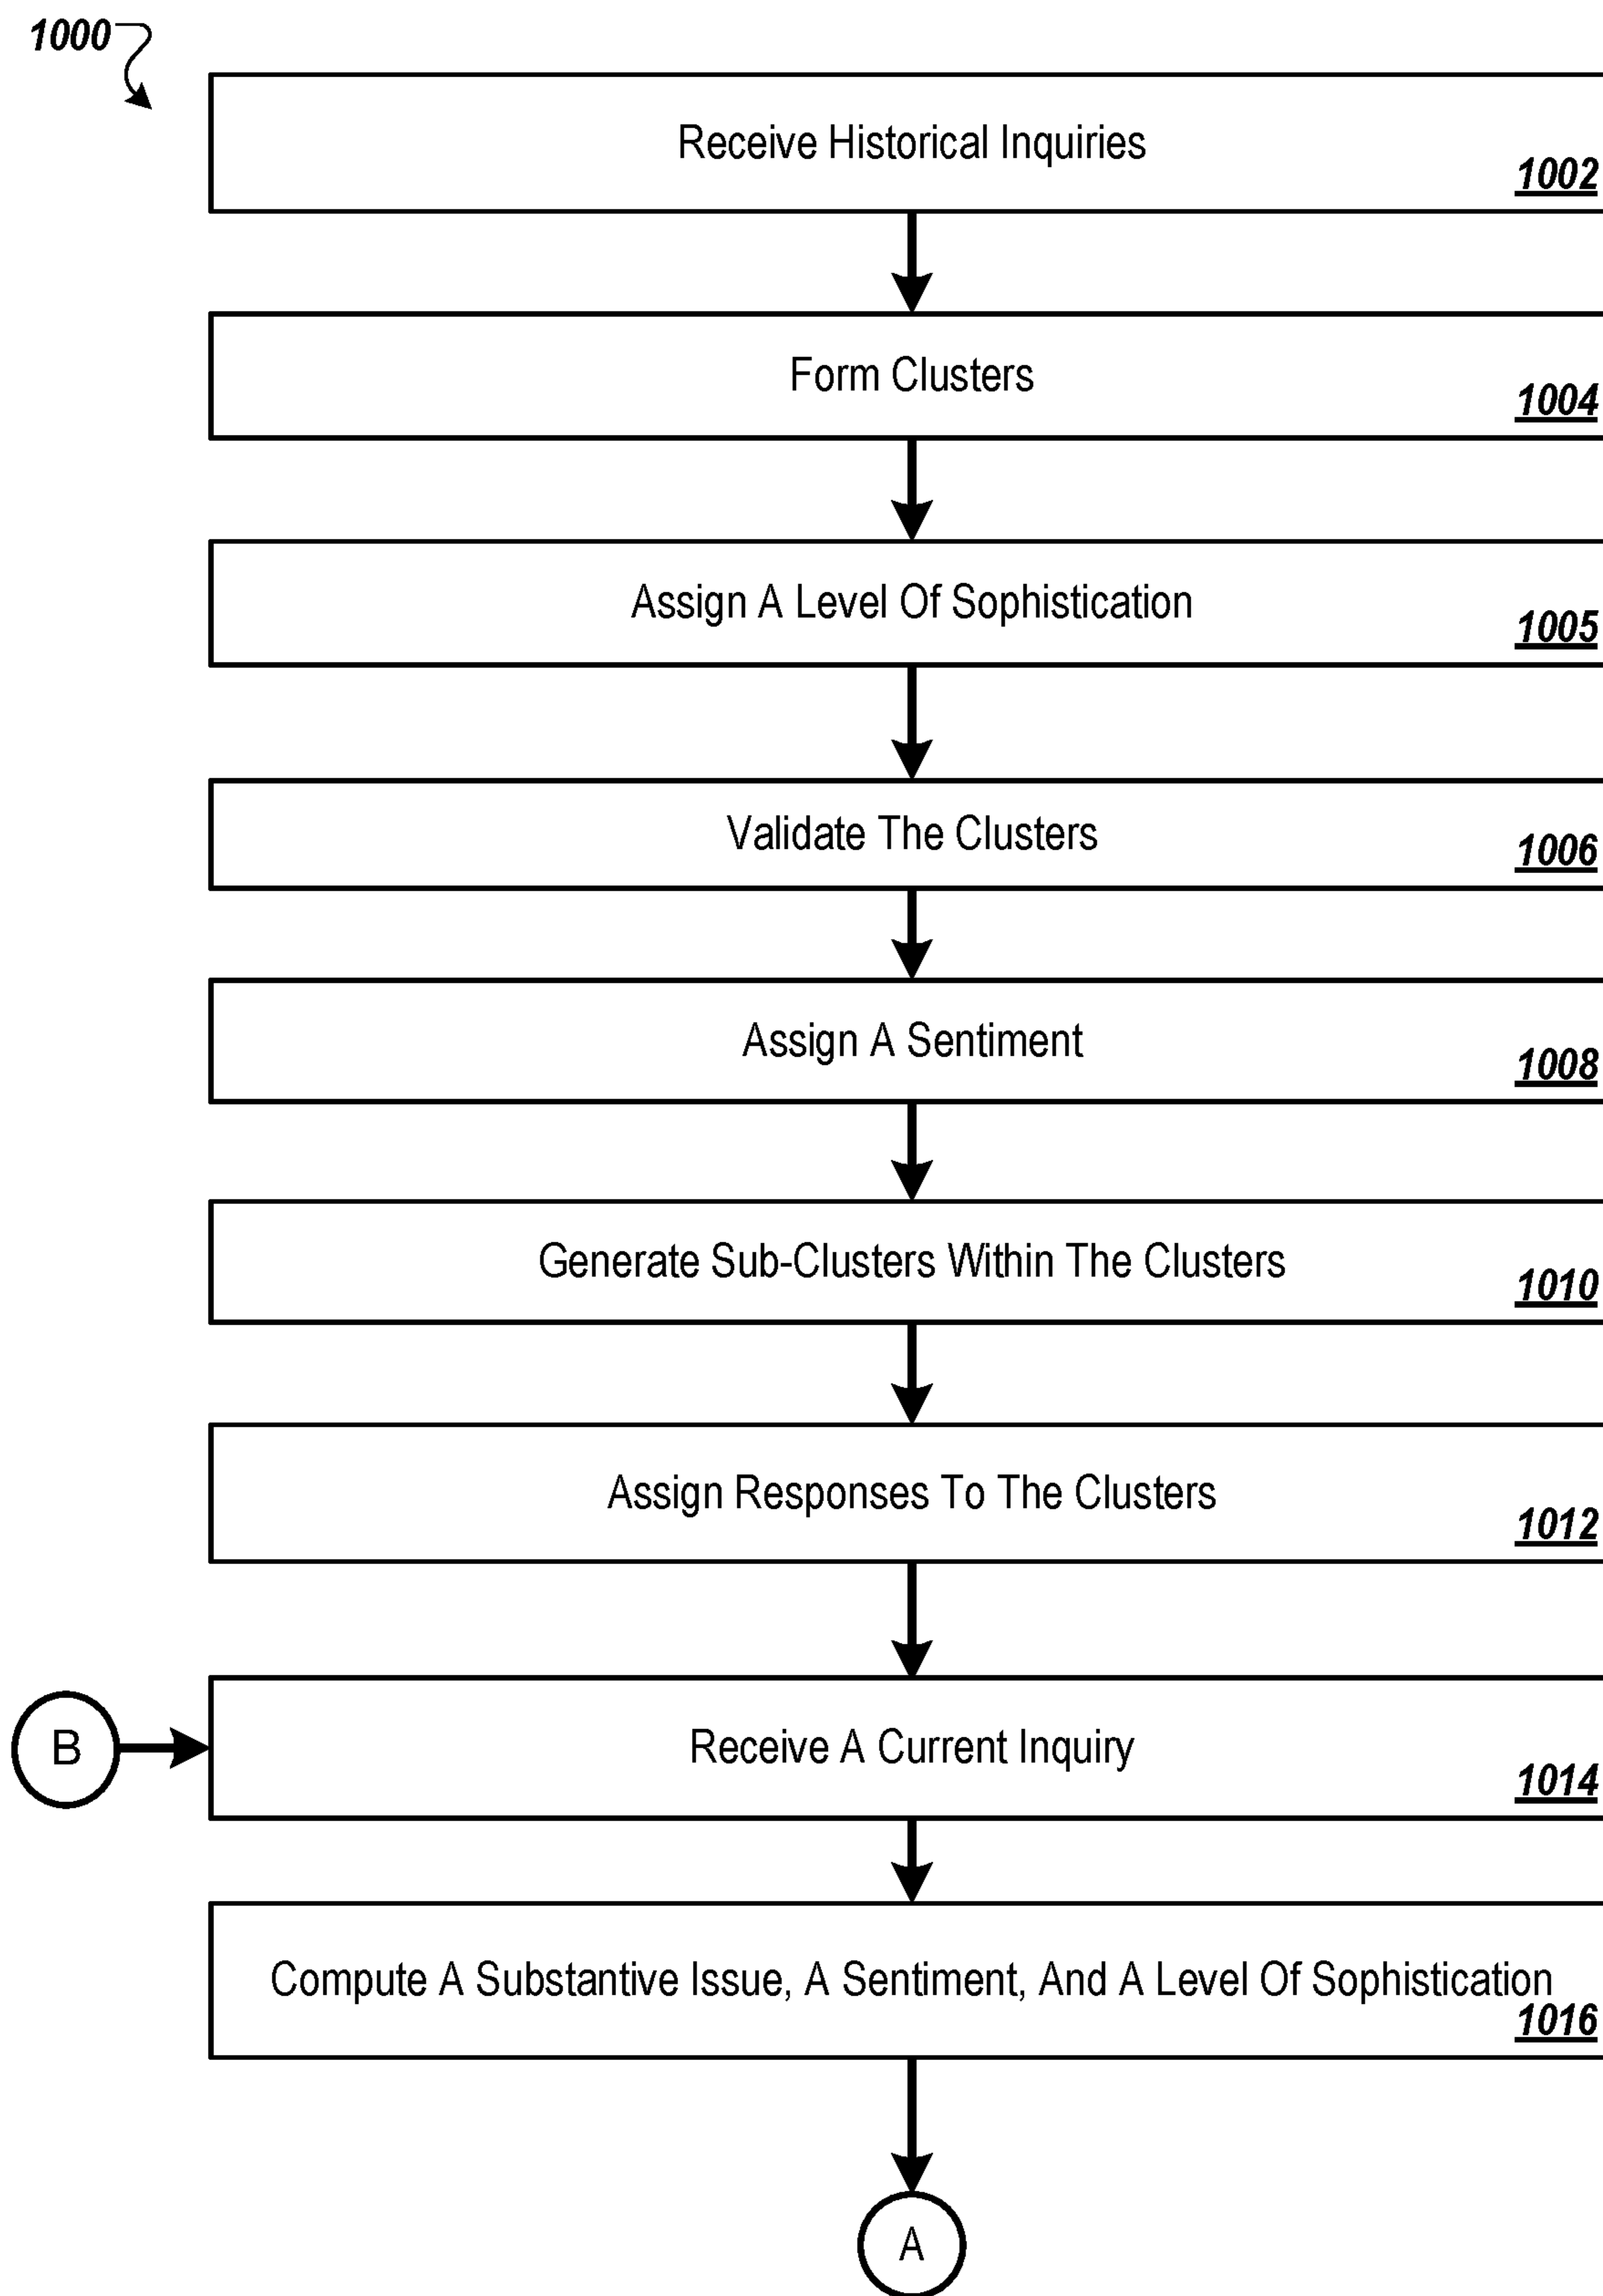 1000
Receive Historical Inquiries
1002
Form Clusters
1004
Assign A Level Of Sophistication
1005
Validate The Clusters
1006
Assign A Sentiment
1008
Generate Sub-Clusters Within The Clusters
1010
Assign Responses To The Clusters
1012
B
Receive A Current Inquiry
1014
Compute A Substantive Issue, A Sentiment, And A Level Of Sophistication
1016
A